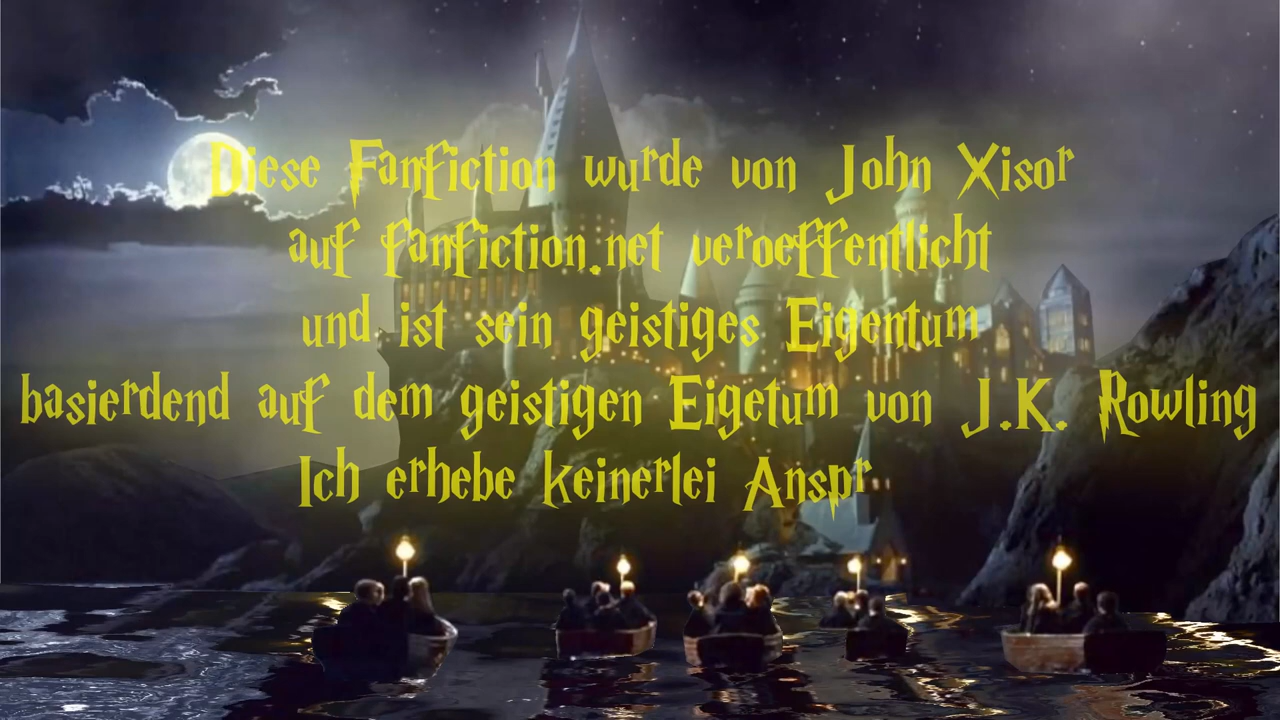 Diese Fanfiction wurde von John Xisor
auf fanfiction.net veroeffentlicht
und ist sein geistiges Eigentum
basierdend auf dem geistigen Eigetum von J.K. Rowling
Ich erhebe keinerlei Anspr